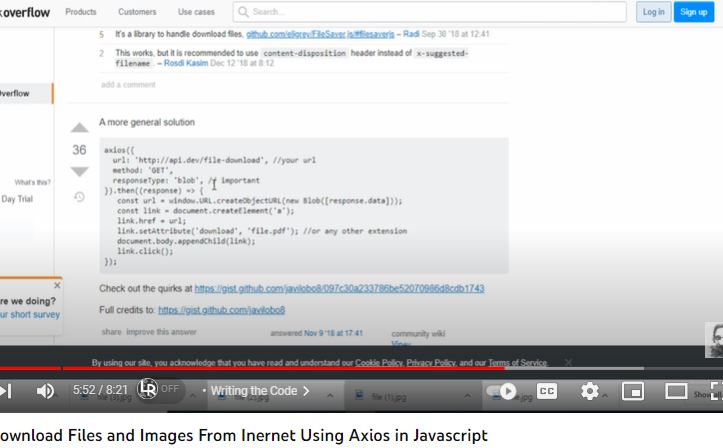 overflow Products Customers Use cases Search... Log in Sign up
5 It's a library to handle download files, github.com/eligrey/FileSaver.js/#filesaverjs – Radi Sep 30 '18 at 12:41
2 This works, but it is recommended to use content-disposition header instead of x-suggested-
filename. – Rosdi Kasim Dec 12 '18 at 8:12
add a comment
verflow
A more general solution
36
axios({
url: 'http://api.dev/file-download', //your url
method: 'GET',
responseType: 'blob', // important
}).then((response) => {
const url = window.URL.createObjectURL(new Blob([response.data]));
const link = document.createElement('a');
link.href = url;
link.setAttribute('download', 'file.pdf'); //or any other extension
document.body.appendChild(link);
link.click();
});
What's this?
Day Trial
Check out the quirks at https://gist.github.com/javilobo8/097c30a233786be52070986d8cdb1743
re we doing?
ur short survey
Full credits to: https://gist.github.com/javilobo8
share improve this answer answered Nov 9 '18 at 17:41 community wiki
By using our site, you acknowledge that you have read and understand our Cookie Policy, Privacy Policy, and our Terms of Service.
5:52 / 8:21 LR OFF • Writing the Code > CC
file (3).jpg file (2).jpg file (1).jpg
ownload Files and Images From Inernet Using Axios in Javascript